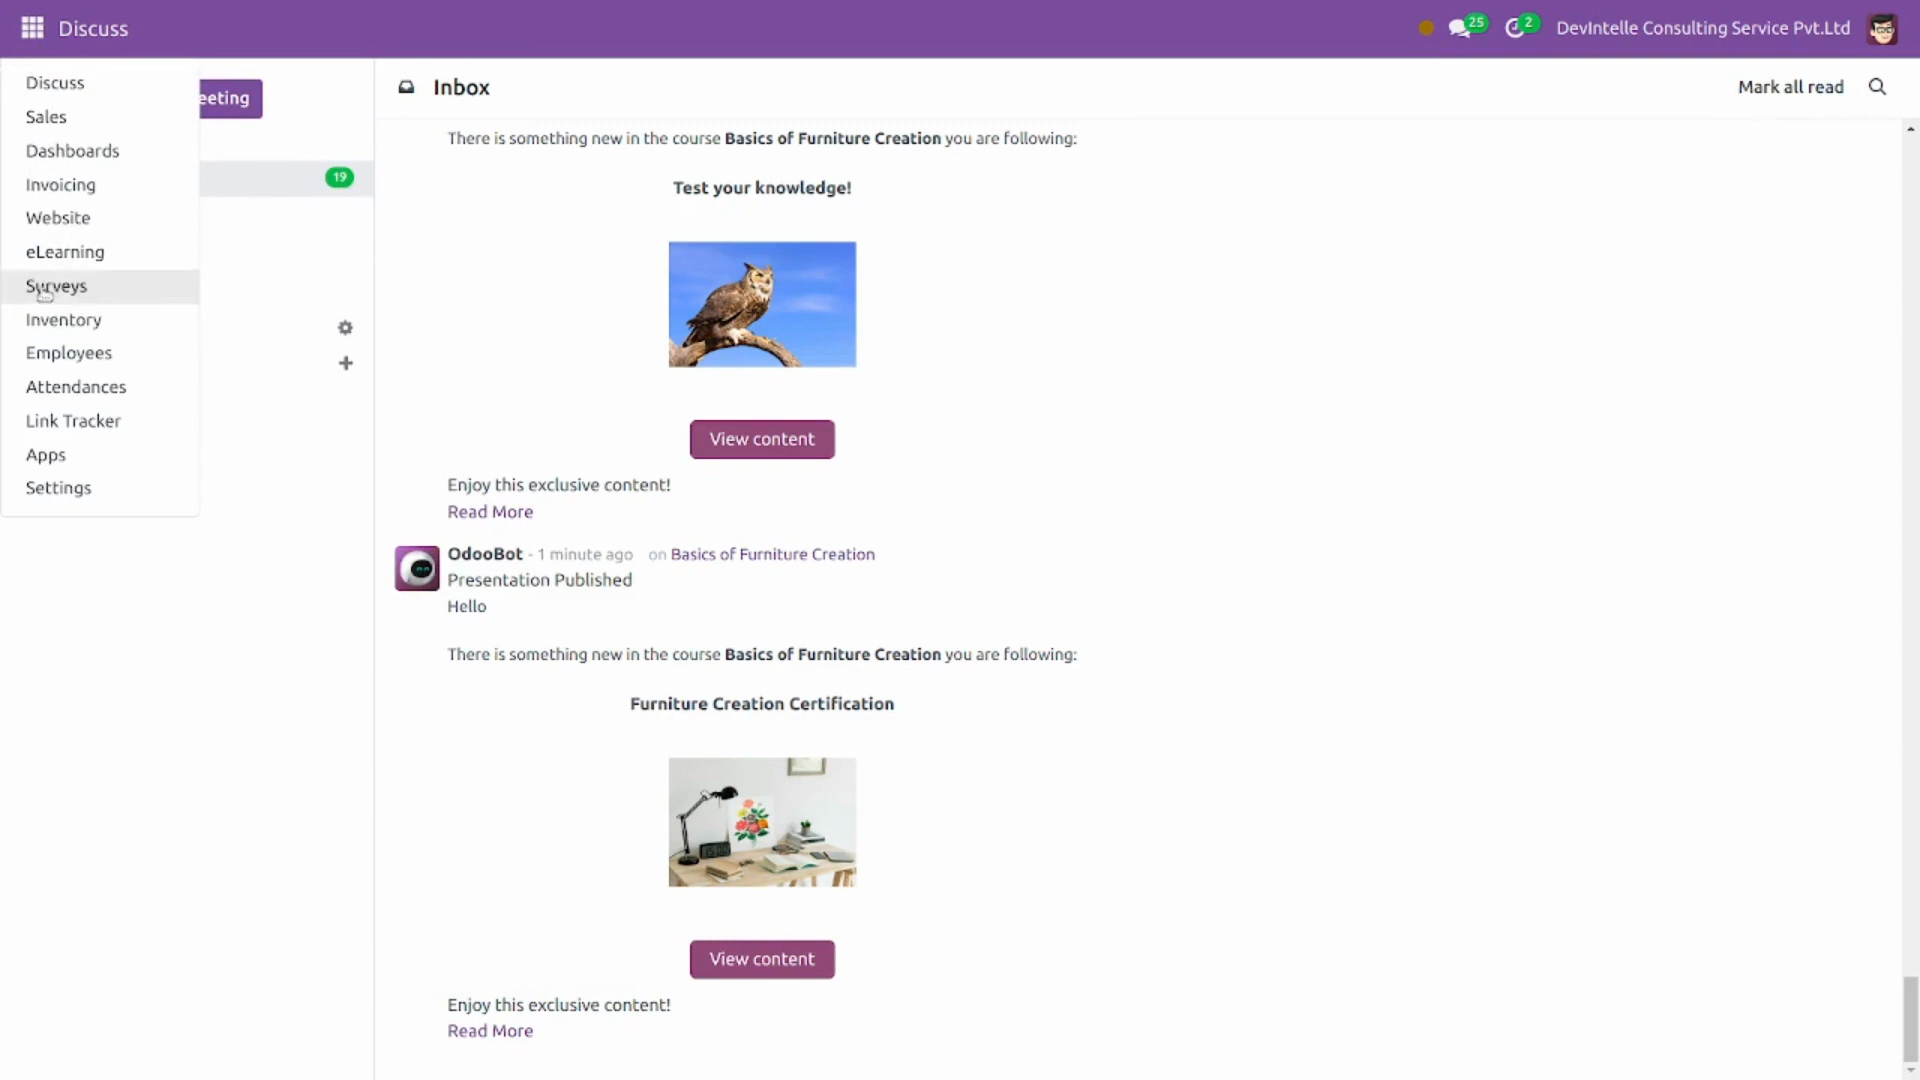 Discuss
25
2
DevIntelle Consulting Service Pvt.Ltd
Discuss
Sales
Dashboards
Invoicing
Website
eLearning
Surveys
Inventory
Employees
Attendances
Link Tracker
Apps
Settings
eeting
19
Inbox
Mark all read
There is something new in the course Basics of Furniture Creation you are following:
Test your knowledge!
View content
Enjoy this exclusive content!
Read More
OdooBot - 1 minute ago on Basics of Furniture Creation
Presentation Published
Hello
There is something new in the course Basics of Furniture Creation you are following:
Furniture Creation Certification
View content
Enjoy this exclusive content!
Read More